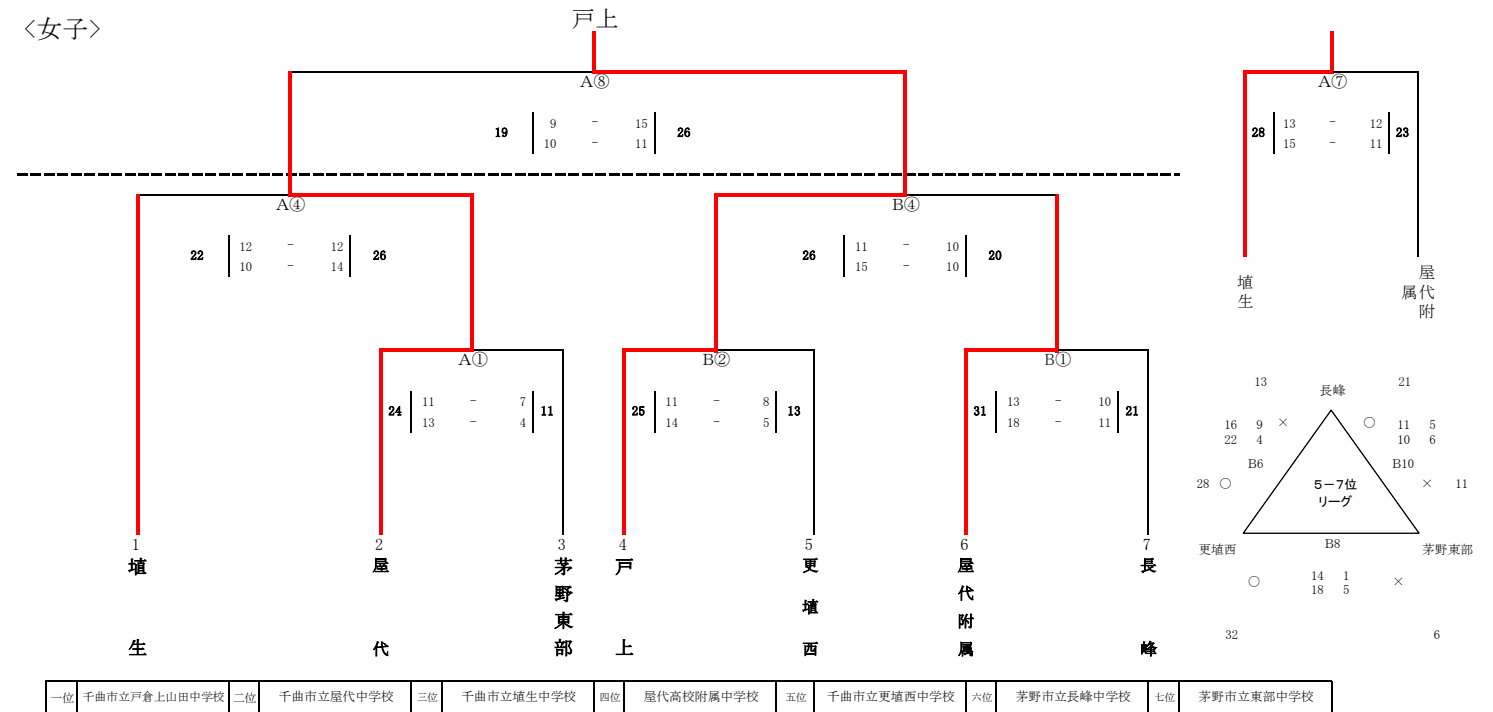 ＜女子＞
戸上
A⑧
19 9 - 15 26
10 - 11
A⑦
28 13 - 12 23
15 - 11
埴生
屋代附属
A④
22 12 - 12 26
10 - 14
B④
26 11 - 10 20
15 - 10
A①
24 11 - 7 11
13 - 4
B②
25 11 - 8 13
14 - 5
B①
31 13 - 10 21
18 - 11
13 長峰 21
16 9 × ○ 11 5
22 4 10 6
B6 B10
28 ○ 5－7位 × 11
リーグ
更埴西 B8 茅野東部
○ 14 1 ×
18 5
32 6
1 2 3 4 5 6 7
埴生
屋代
茅野東部
戸上
更埴西
屋代附属
長峰
一位 千曲市立戸倉上山田中学校 二位 千曲市立屋代中学校 三位 千曲市立埴生中学校 四位 屋代高校附属中学校 五位 千曲市立更埴西中学校 六位 茅野市立長峰中学校 七位 茅野市立東部中学校